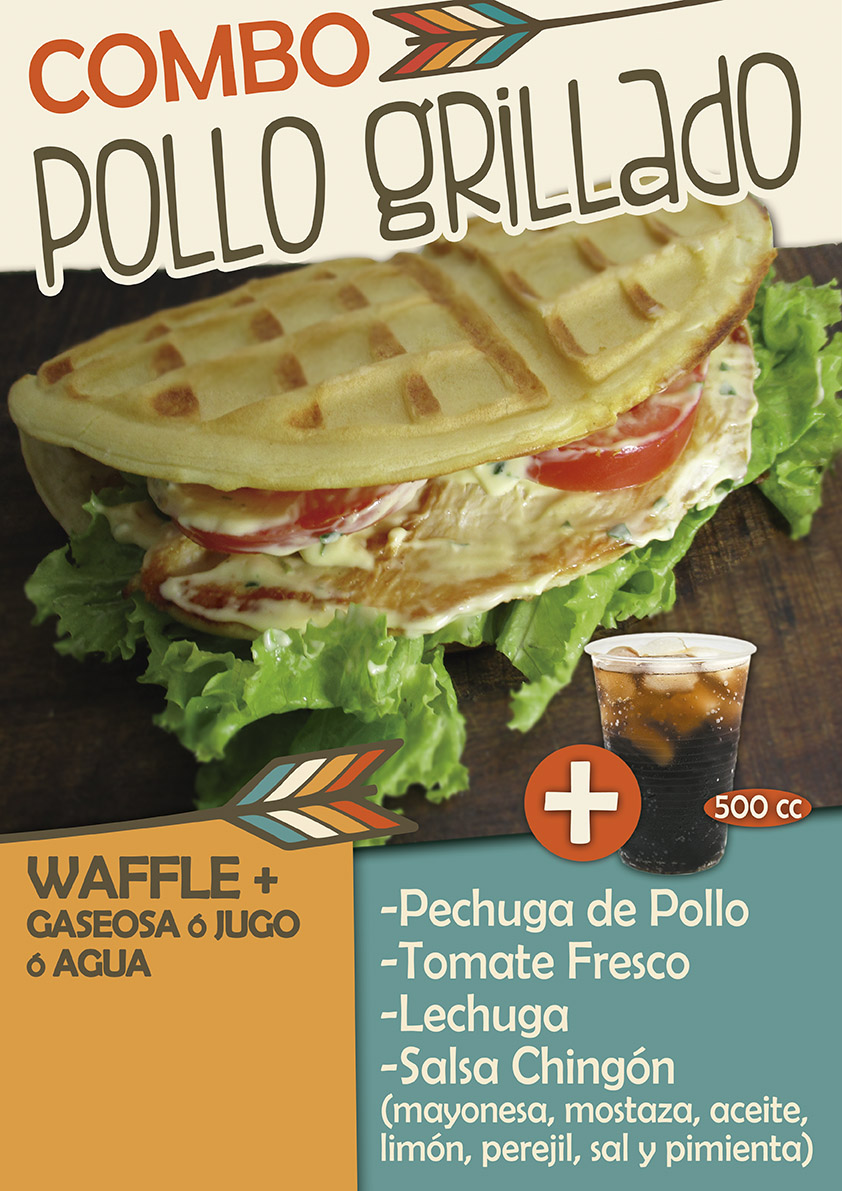 COMBO
POLLO grillado
500 cc
WAFFLE +
GASEOSA ó JUGO
ó AGUA
-Pechuga de Pollo
-Tomate Fresco
-Lechuga
-Salsa Chingón
(mayonesa, mostaza, aceite,
limón, perejil, sal y pimienta)